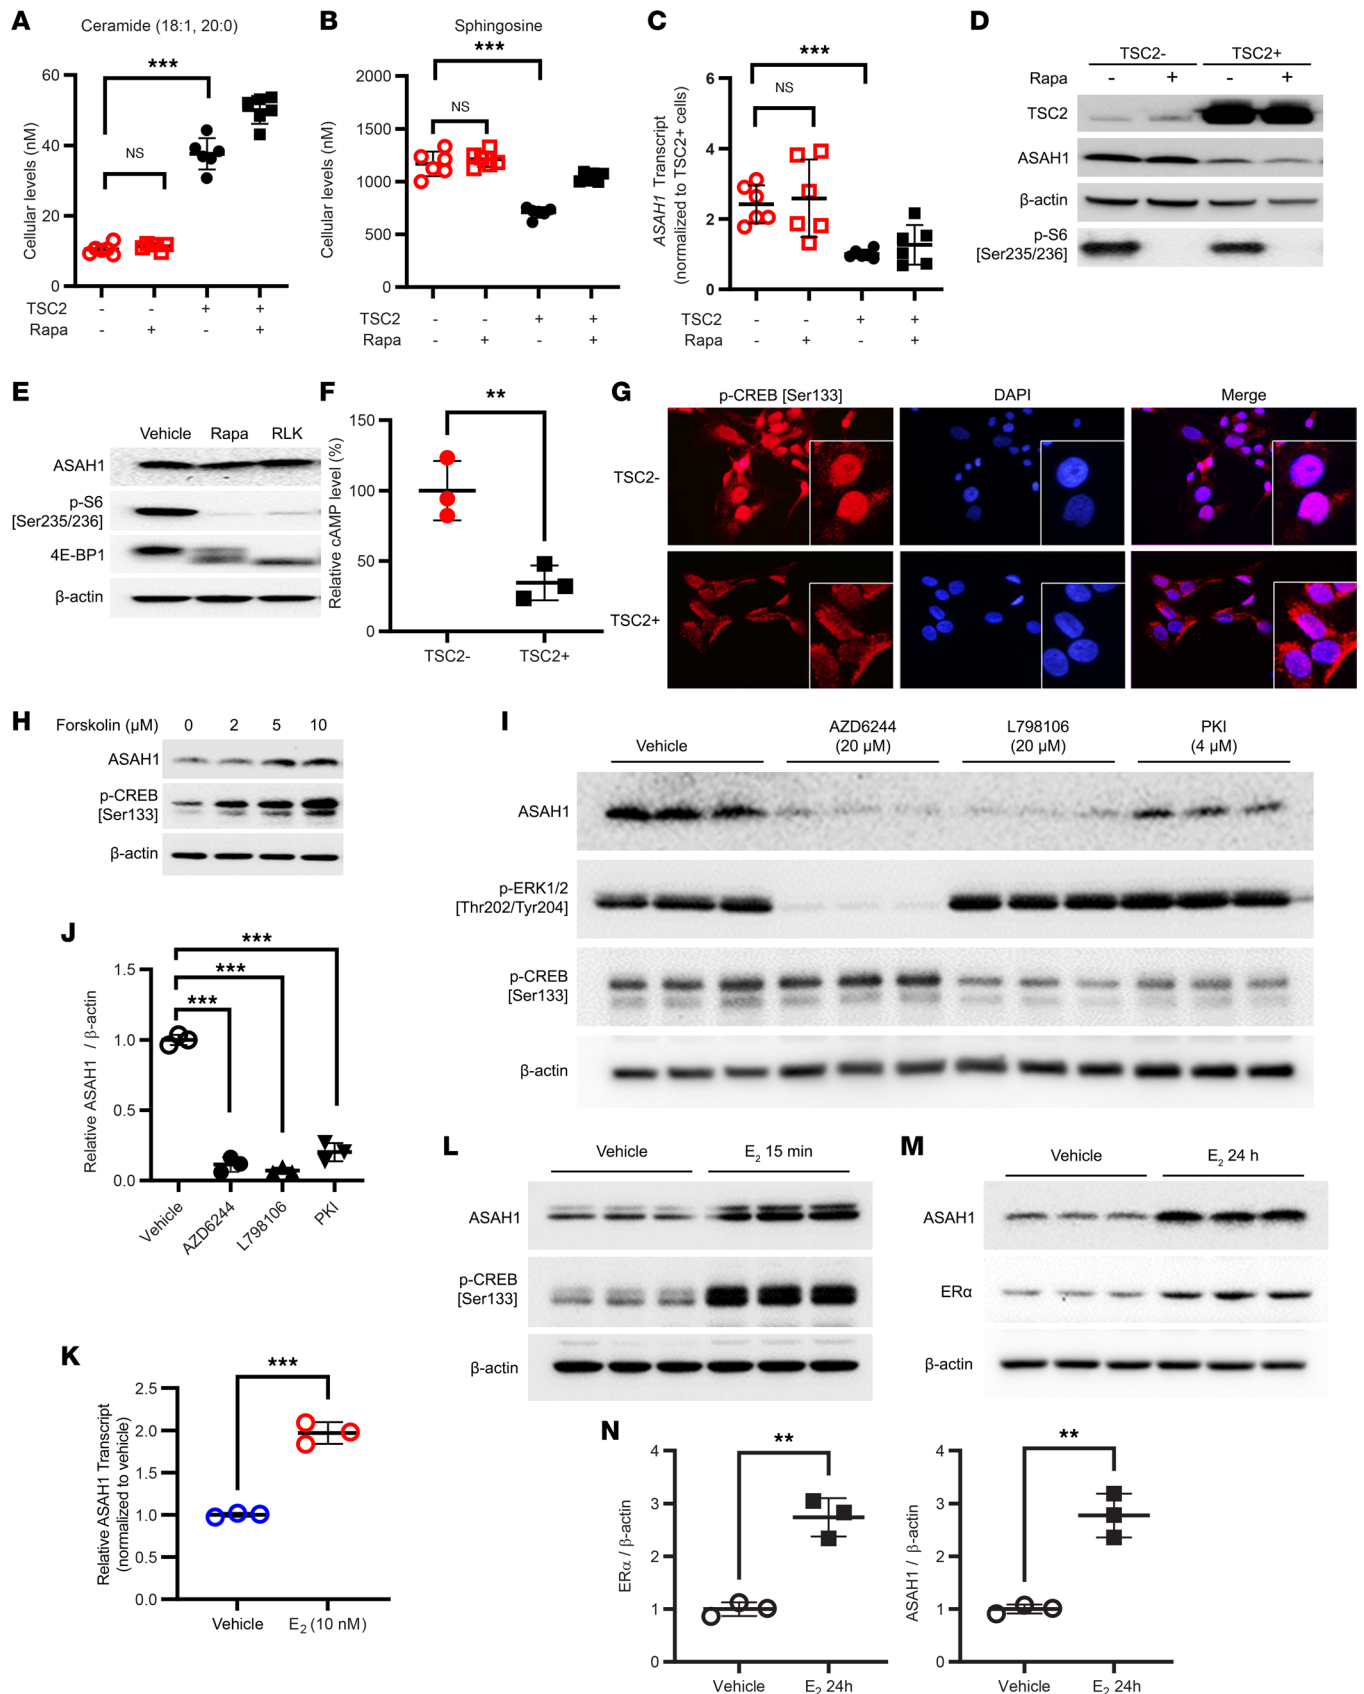 A
Ceramide (18:1, 20:0)
***
NS
Cellular levels (nM)
60
40
20
0
TSC2 - - + +
Rapa - + - +
B
Sphingosine
***
NS
Cellular levels (nM)
2000
1500
1000
500
0
TSC2 - - + +
Rapa - + - +
C
***
NS
ASAH1 Transcript
(normalized to TSC2+ cells)
6
4
2
0
TSC2 - - + +
Rapa - + - +
D
TSC2- TSC2+
Rapa - + - +
TSC2
ASAH1
β-actin
p-S6
[Ser235/236]
E
Vehicle Rapa RLK
ASAH1
p-S6
[Ser235/236]
4E-BP1
β-actin
F
**
Relative cAMP level (%)
150
100
50
0
TSC2- TSC2+
G
p-CREB [Ser133] DAPI Merge
TSC2-
TSC2+
H
Forskolin (µM) 0 2 5 10
ASAH1
p-CREB
[Ser133]
β-actin
I
Vehicle
AZD6244
(20 µM)
L798106
(20 µM)
PKI
(4 µM)
ASAH1
p-ERK1/2
[Thr202/Tyr204]
p-CREB
[Ser133]
β-actin
J
***
***
***
Relative ASAH1 / β-actin
1.5
1.0
0.5
0.0
Vehicle
AZD6244
L798106
PKI
K
***
Relative ASAH1 Transcript
(normalized to vehicle)
2.5
2.0
1.5
1.0
0.5
0.0
Vehicle E2 (10 nM)
L
Vehicle E2 15 min
ASAH1
p-CREB
[Ser133]
β-actin
M
Vehicle E2 24 h
ASAH1
ERα
β-actin
N
**
ERα / β-actin
4
3
2
1
0
Vehicle E2 24h
**
ASAH1 / β-actin
4
3
2
1
0
Vehicle E2 24h